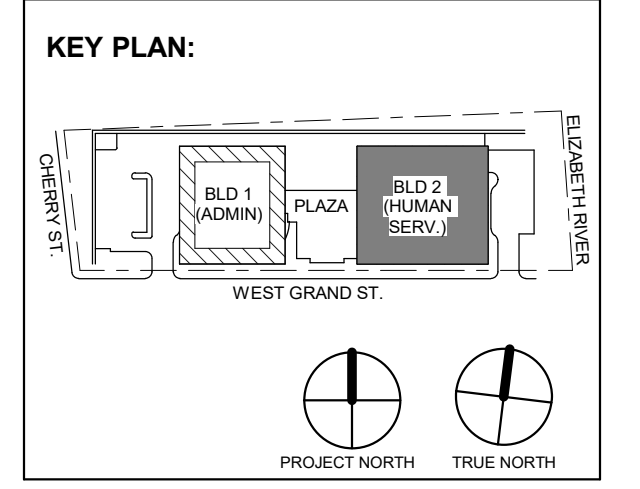 KEY PLAN:
CHERRY ST.
BLD 1
(ADMIN)
PLAZA
BLD 2
(HUMAN
SERV.)
ELIZABETH RIVER
WEST GRAND ST.
PROJECT NORTH
TRUE NORTH